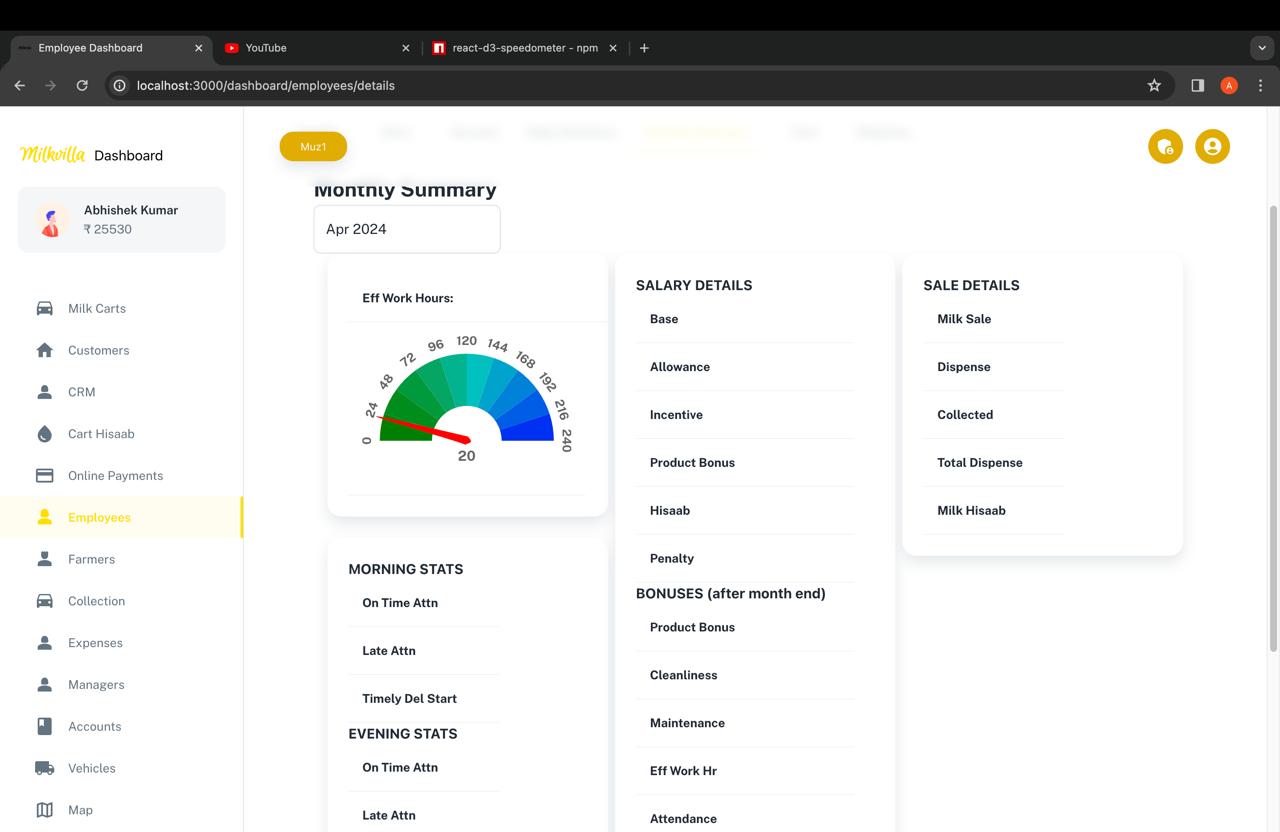 Employee Dashboard
YouTube
react-d3-speedometer - npm
localhost:3000/dashboard/employees/details
A
Milkvilla Dashboard
Abhishek Kumar
₹ 25530
Milk Carts
Customers
CRM
Cart Hisaab
Online Payments
Employees
Farmers
Collection
Expenses
Managers
Accounts
Vehicles
Map
Muz1
Monthly Summary
Apr 2024
Eff Work Hours:
0
24
48
72
96
120
144
168
192
216
240
20
MORNING STATS
On Time Attn
Late Attn
Timely Del Start
EVENING STATS
On Time Attn
Late Attn
SALARY DETAILS
Base
Allowance
Incentive
Product Bonus
Hisaab
Penalty
BONUSES (after month end)
Product Bonus
Cleanliness
Maintenance
Eff Work Hr
Attendance
SALE DETAILS
Milk Sale
Dispense
Collected
Total Dispense
Milk Hisaab